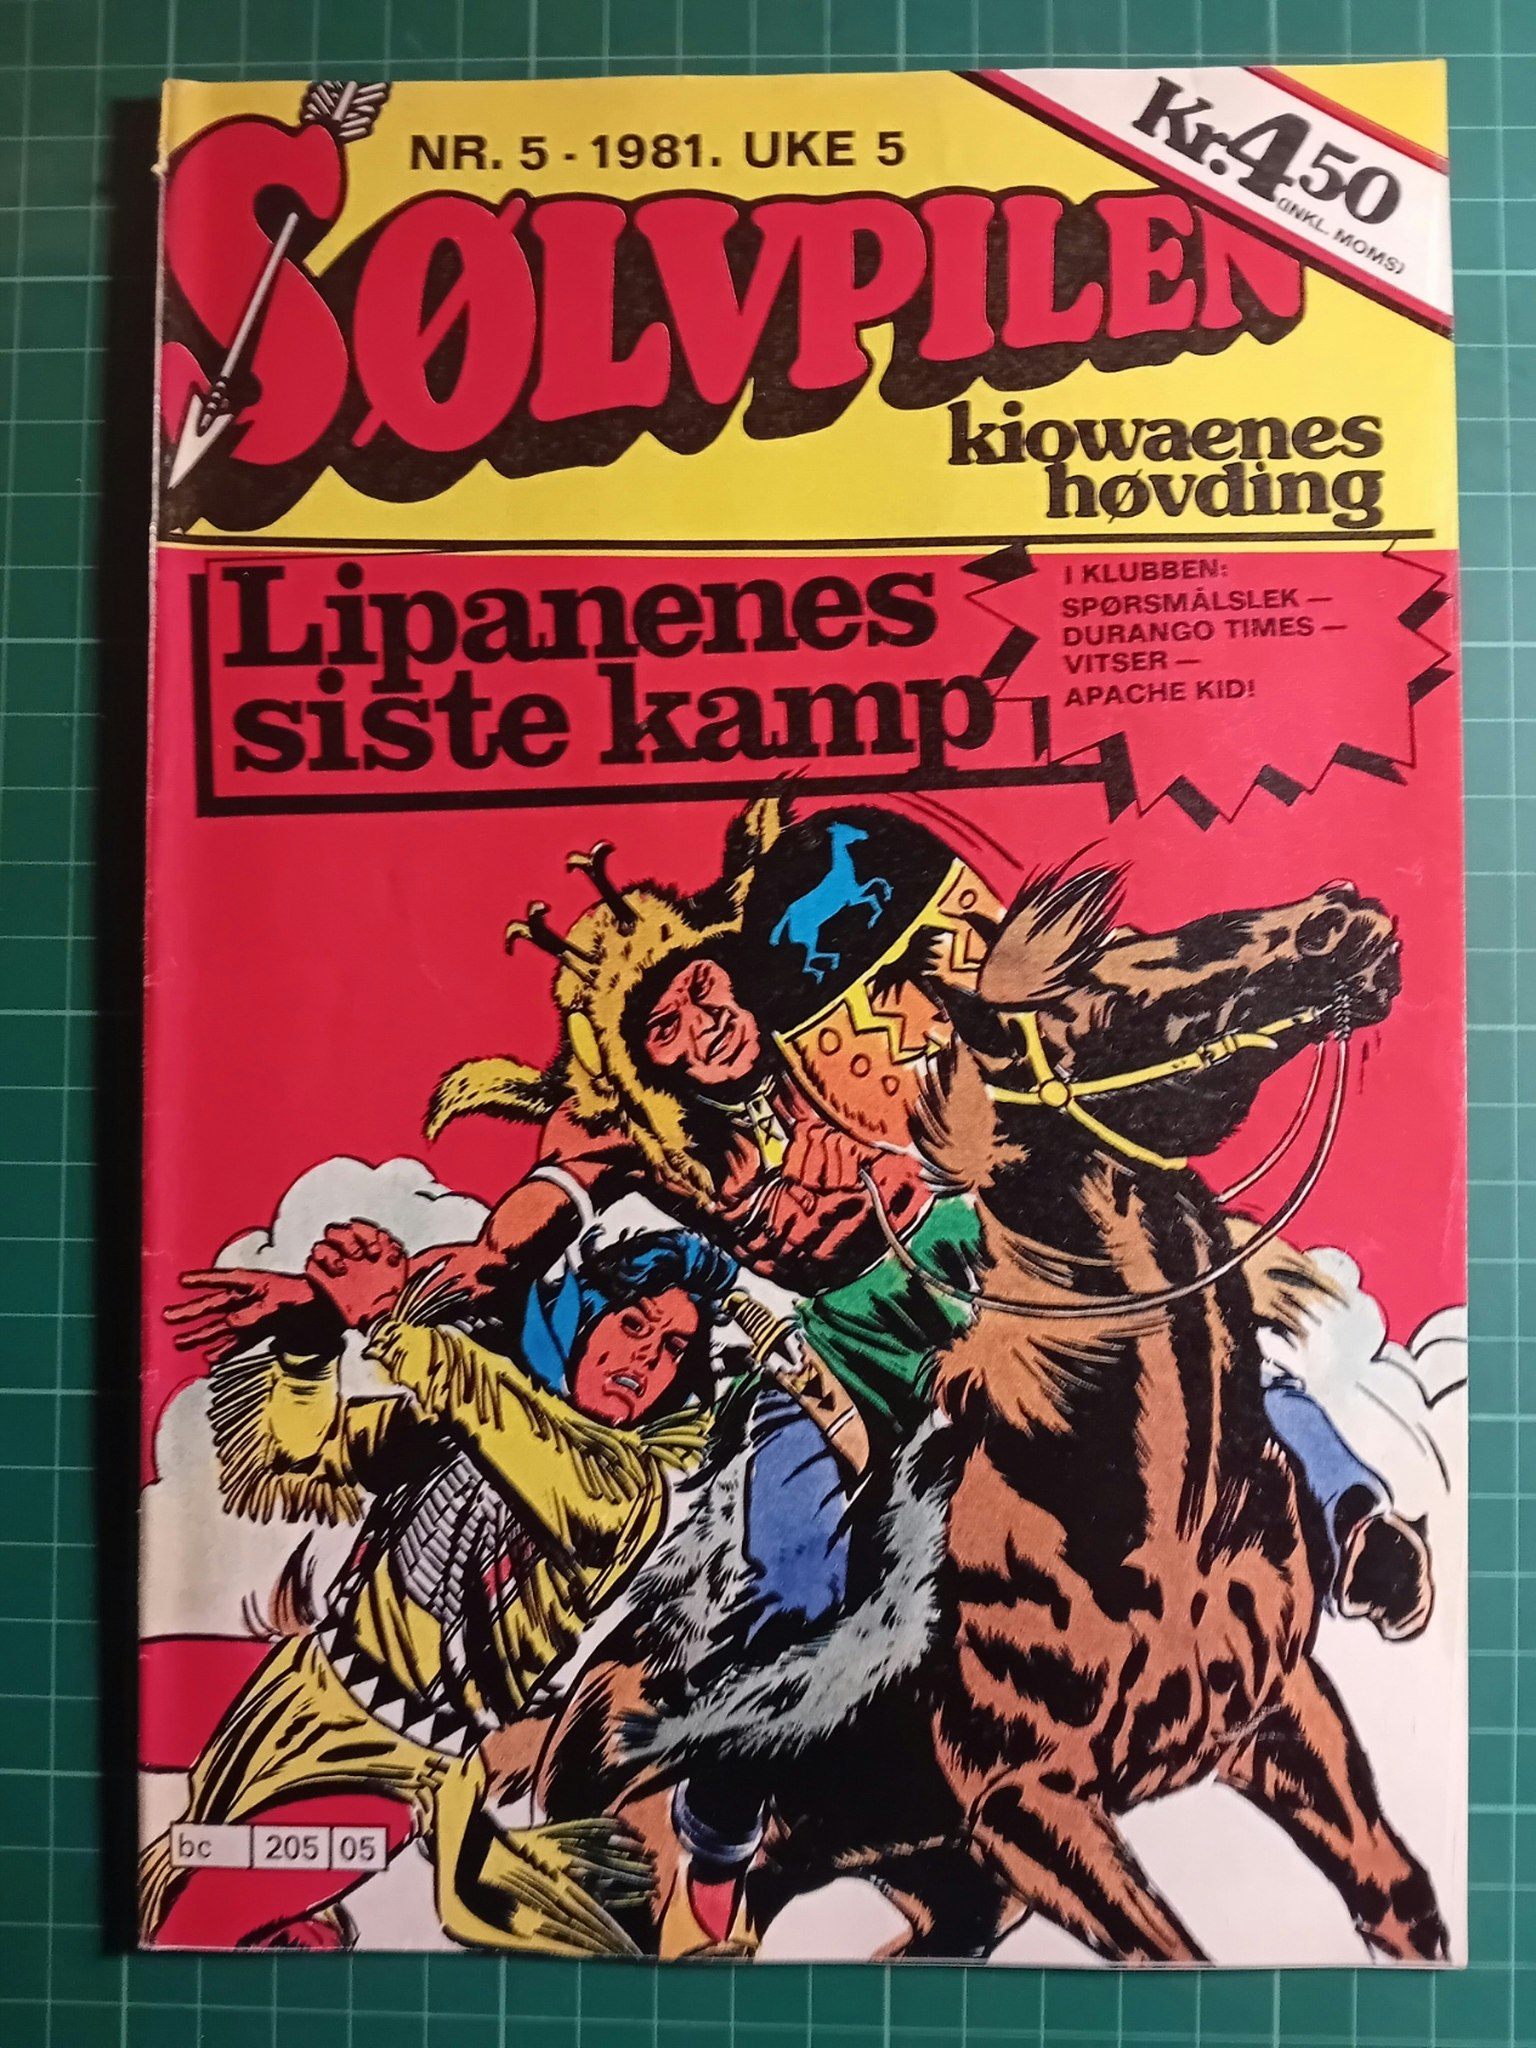 NR. 5 - 1981. UKE 5
Kr. 4 50
(INKL. MOMS)
SØLVPILEN
kiowaenes
høvding
Lipanenes
siste kamp
I KLUBBEN:
SPØRSMÅLSLEK —
DURANGO TIMES —
VITSER —
APACHE KID!
bc 205 05